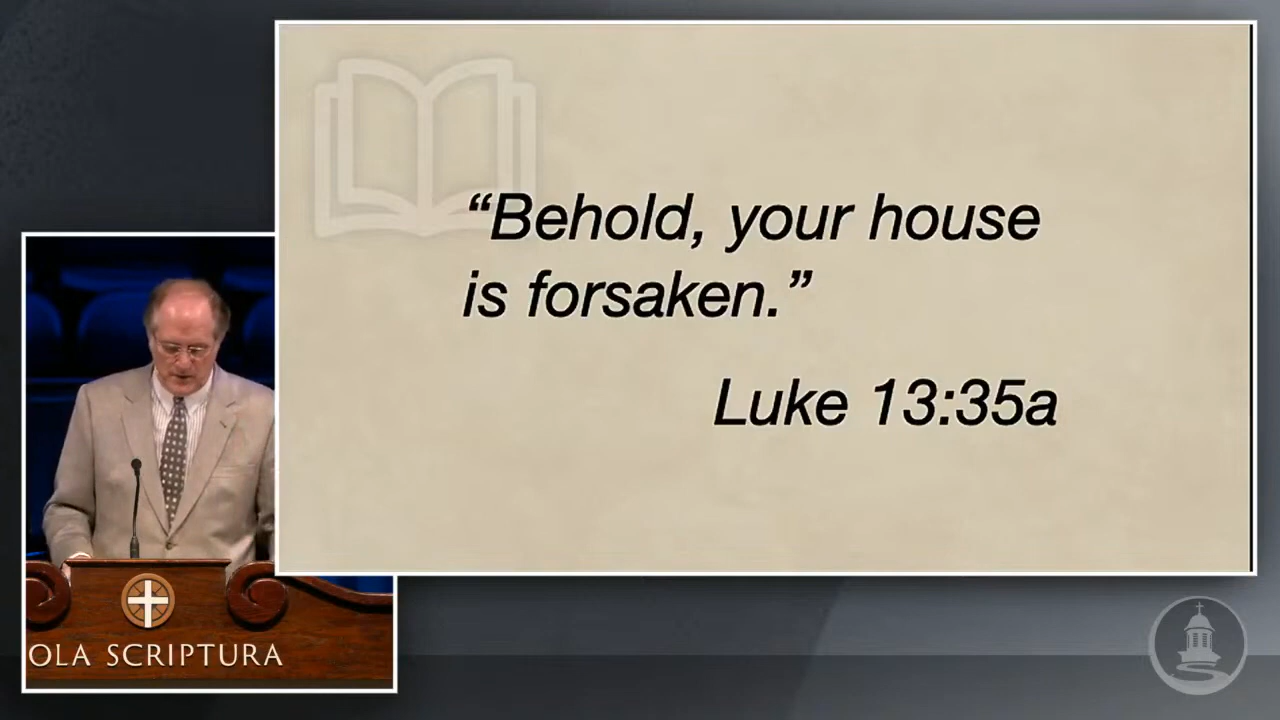 “Behold, your house
is forsaken.”
Luke 13:35a
OLA SCRIPTURA